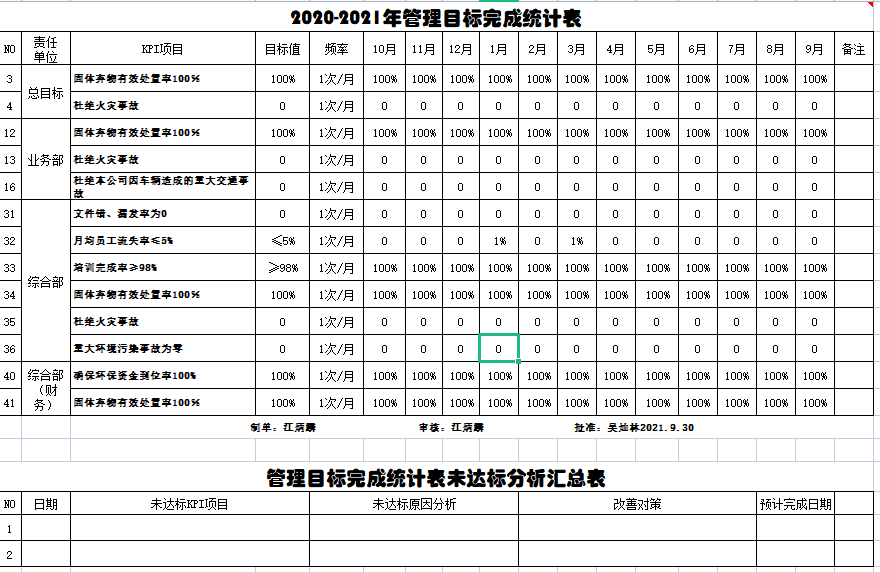 2020-2021年管理目标完成统计表
NO 责任单位 KPI项目 目标值 频率 10月 11月 12月 1月 2月 3月 4月 5月 6月 7月 8月 9月 备注
3 总目标 固体弃物有效处置率100% 100% 1次/月 100% 100% 100% 100% 100% 100% 100% 100% 100% 100% 100% 100%
4 杜绝火灾事故 0 1次/月 0 0 0 0 0 0 0 0 0 0 0 0
12 业务部 固体弃物有效处置率100% 100% 1次/月 100% 100% 100% 100% 100% 100% 100% 100% 100% 100% 100% 100%
13 杜绝火灾事故 0 1次/月 0 0 0 0 0 0 0 0 0 0 0 0
16 杜绝本公司因车辆造成的重大交通事故 0 1次/月 0 0 0 0 0 0 0 0 0 0 0 0
31 综合部 文件错、漏发率为0 0 1次/月 0 0 0 0 0 0 0 0 0 0 0 0
32 月均员工流失率≤5% ≤5% 1次/月 0 0 0 1% 0 1% 0 0 0 0 0 0
33 培训完成率≥98% ≥98% 1次/月 100% 100% 100% 100% 100% 100% 100% 100% 100% 100% 100% 100%
34 固体弃物有效处置率100% 100% 1次/月 100% 100% 100% 100% 100% 100% 100% 100% 100% 100% 100% 100%
35 杜绝火灾事故 0 1次/月 0 0 0 0 0 0 0 0 0 0 0 0
36 重大环境污染事故为零 0 1次/月 0 0 0 0 0 0 0 0 0 0 0 0
40 综合部（财务） 确保环保资金到位率100% 100% 1次/月 100% 100% 100% 100% 100% 100% 100% 100% 100% 100% 100% 100%
41 固体弃物有效处置率100% 100% 1次/月 100% 100% 100% 100% 100% 100% 100% 100% 100% 100% 100% 100%
制单：江炳麟 审核：江炳麟 批准：吴灿林2021.9.30
管理目标完成统计表未达标分析汇总表
NO 日期 未达标KPI项目 未达标原因分析 改善对策 预计完成日期
1
2